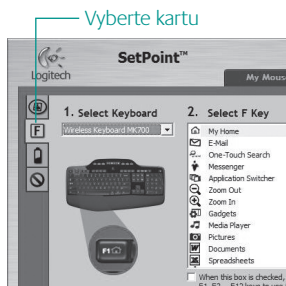 Vyberte kartu
Logitech
SetPoint™
My Mous
1. Select Keyboard
Wireless Keyboard MK700
F1
2. Select F Key
My Home
E-Mail
One-Touch Search
Messenger
Application Switcher
Zoom Out
Zoom In
Gadgets
Media Player
Pictures
Documents
Spreadsheets
When this box is checked,